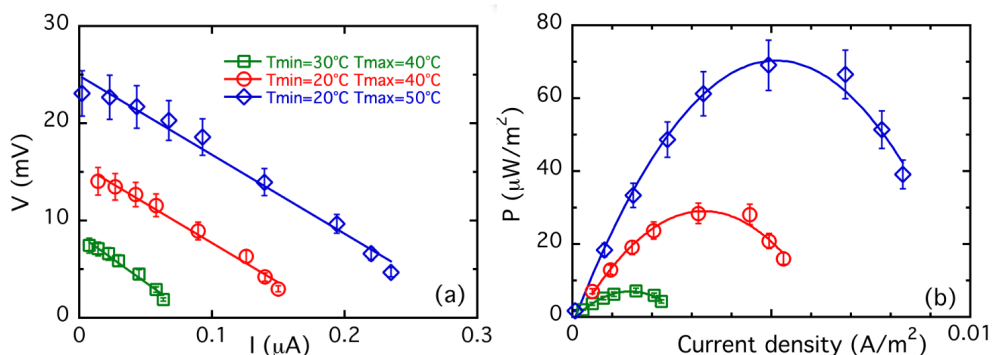 V (mV)
30
20
10
0
0
0.1
0.2
0.3
I (μA)
Tmin=30°C Tmax=40°C
Tmin=20°C Tmax=40°C
Tmin=20°C Tmax=50°C
(a)
P (μW/m²)
80
60
40
20
0
0
0.01
Current density (A/m²)
(b)